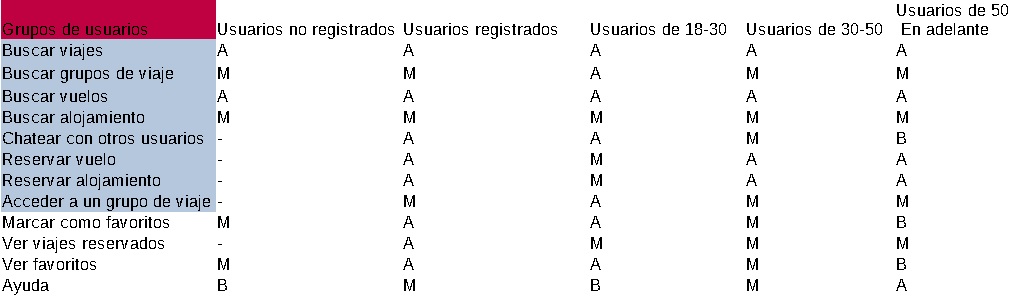 Usuarios de 50
Grupos de usuarios Usuarios no registrados Usuarios registrados Usuarios de 18-30 Usuarios de 30-50 En adelante
Buscar viajes A A A A A
Buscar grupos de viaje M M A M M
Buscar vuelos A A A A A
Buscar alojamiento M M M M M
Chatear con otros usuarios - A A M B
Reservar vuelo - A M A A
Reservar alojamiento - A M A A
Acceder a un grupo de viaje - M A M M
Marcar como favoritos M A A M B
Ver viajes reservados - A M M M
Ver favoritos M A A M B
Ayuda B M B M A